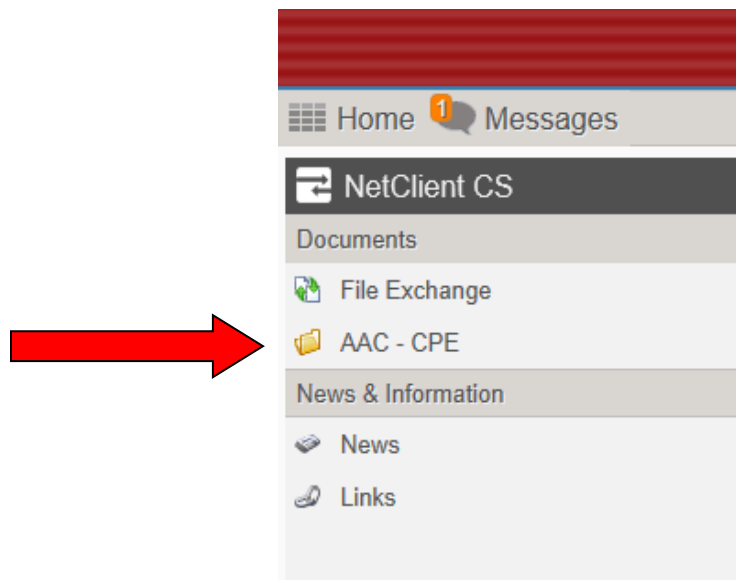 Home 1 Messages
NetClient CS
Documents
File Exchange
AAC - CPE
News & Information
News
Links